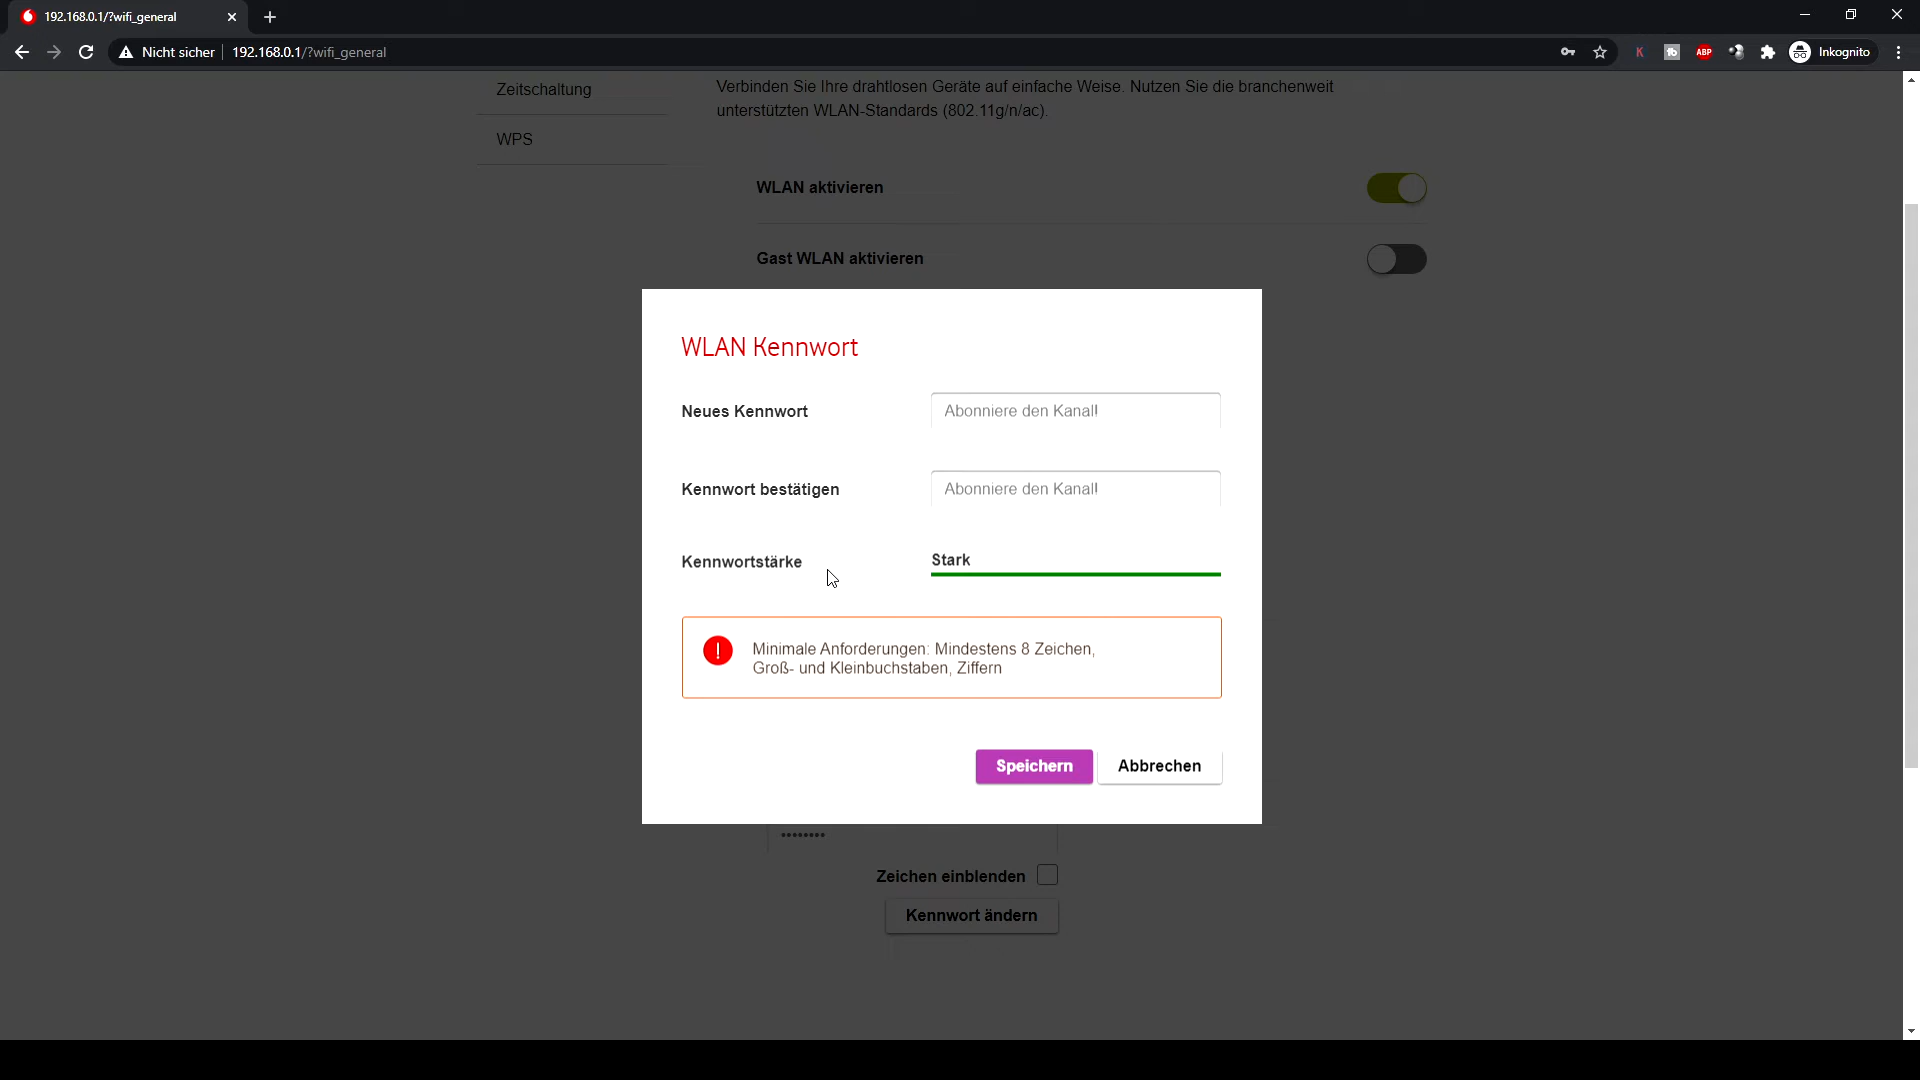 192.168.0.1/?wifi_general
Nicht sicher
192.168.0.1/?wifi_general
K
ABP
Inkognito
Zeitschaltung
WPS
Verbinden Sie Ihre drahtlosen Geräte auf einfache Weise. Nutzen Sie die branchenweit
unterstützten WLAN-Standards (802.11g/n/ac).
WLAN aktivieren
Gast WLAN aktivieren
WLAN Kennwort
Neues Kennwort
Abonniere den Kanal!
Kennwort bestätigen
Abonniere den Kanal!
Kennwortstärke
Stark
Minimale Anforderungen: Mindestens 8 Zeichen,
Groß- und Kleinbuchstaben, Ziffern
Speichern
Abbrechen
••••••••
Zeichen einblenden
Kennwort ändern